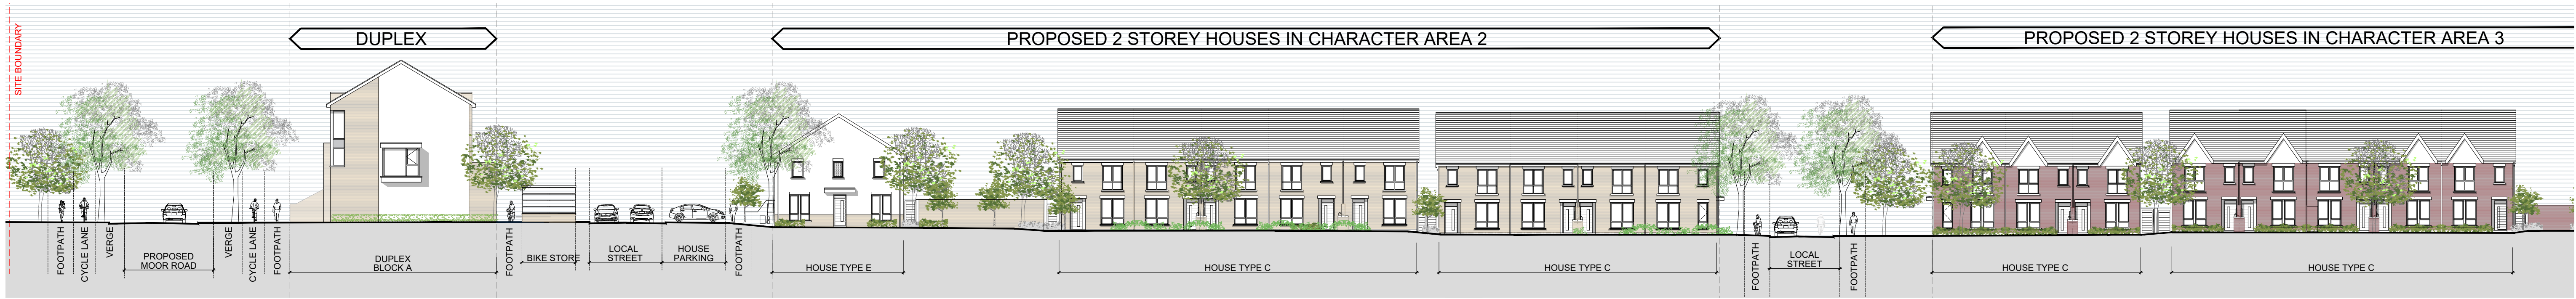 SITE BOUNDARY
DUPLEX
PROPOSED 2 STOREY HOUSES IN CHARACTER AREA 2
PROPOSED 2 STOREY HOUSES IN CHARACTER AREA 3
FOOTPATH
CYCLE LANE
VERGE
PROPOSED
MOOR ROAD
VERGE
CYCLE LANE
FOOTPATH
DUPLEX
BLOCK A
FOOTPATH
BIKE STORE
LOCAL
STREET
HOUSE
PARKING
FOOTPATH
HOUSE TYPE E
HOUSE TYPE C
HOUSE TYPE C
FOOTPATH
LOCAL
STREET
FOOTPATH
HOUSE TYPE C
HOUSE TYPE C